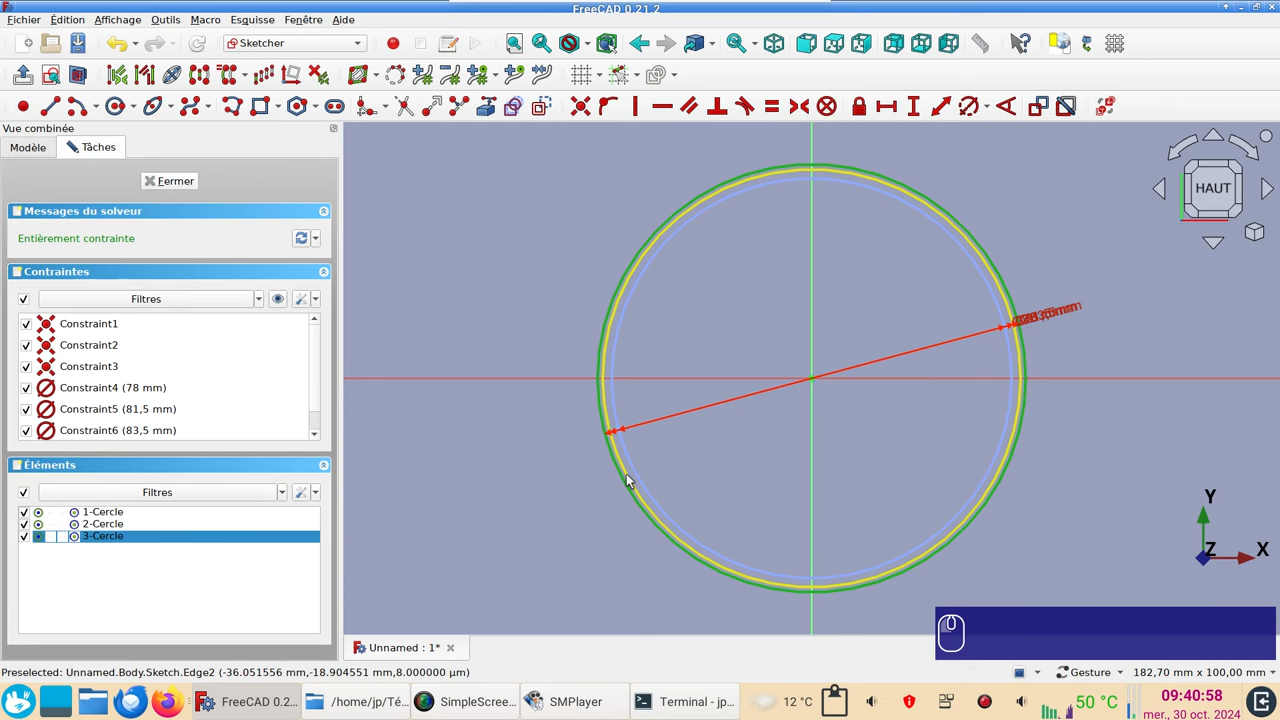 FreeCAD 0.21.2
Fichier Édition Affichage Outils Macro Esquisse Fenêtre Aide
Sketcher
Vue combinée
Modèle Tâches
Fermer
Messages du solveur
Entièrement contrainte
Contraintes
Filtres
Constraint1
Constraint2
Constraint3
Constraint4 (78 mm)
Constraint5 (81,5 mm)
Constraint6 (83,5 mm)
Éléments
Filtres
1-Cercle
2-Cercle
3-Cercle
HAUT
Y
Z X
Unnamed : 1*
Preselected: Unnamed.Body.Sketch.Edge2 (-36.051556 mm,-18.904551 mm,8.000000 µm)
Gesture 182,70 mm x 100,00 mm
FreeCAD 0.2... /home/jp/Té... SimpleScree... SMPlayer Terminal - jp... 12 °C 50 °C
09:40:58
mer., 30 oct. 2024